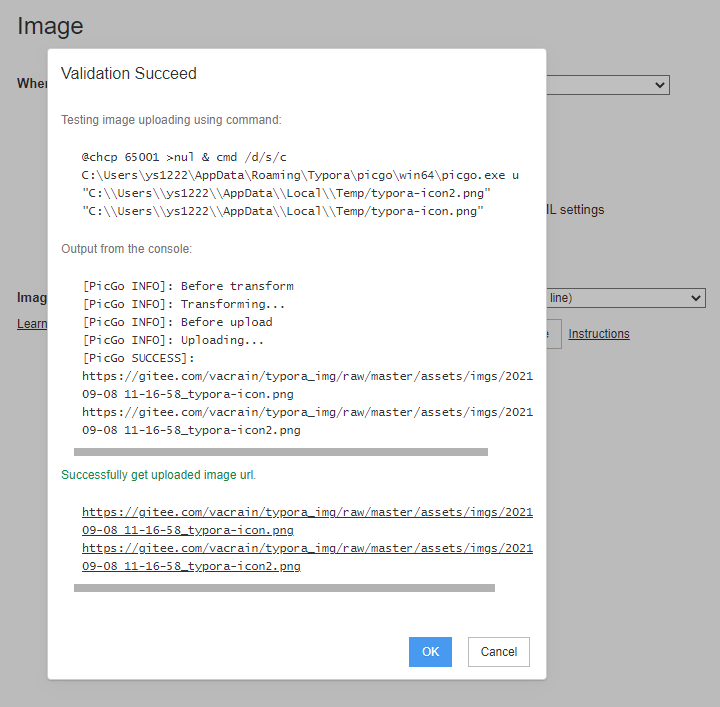 Image
Validation Succeed
Testing image uploading using command:
@chcp 65001 >nul & cmd /d/s/c
C:\Users\ys1222\AppData\Roaming\Typora\picgo\win64\picgo.exe u
"C:\\Users\\ys1222\\AppData\\Local\\Temp/typora-icon2.png"
"C:\\Users\\ys1222\\AppData\\Local\\Temp/typora-icon.png"
IL settings
Output from the console:
[PicGo INFO]: Before transform
[PicGo INFO]: Transforming...
line)
[PicGo INFO]: Before upload
Learn
Instructions
[PicGo INFO]: Uploading...
[PicGo SUCCESS]:
https://gitee.com/vacrain/typora_img/raw/master/assets/imgs/2021
09-08 11-16-58_typora-icon.png
https://gitee.com/vacrain/typora_img/raw/master/assets/imgs/2021
09-08 11-16-58_typora-icon2.png
Successfully get uploaded image url.
https://gitee.com/vacrain/typora_img/raw/master/assets/imgs/2021
09-08 11-16-58_typora-icon.png
https://gitee.com/vacrain/typora_img/raw/master/assets/imgs/2021
09-08 11-16-58_typora-icon2.png
OK
Cancel